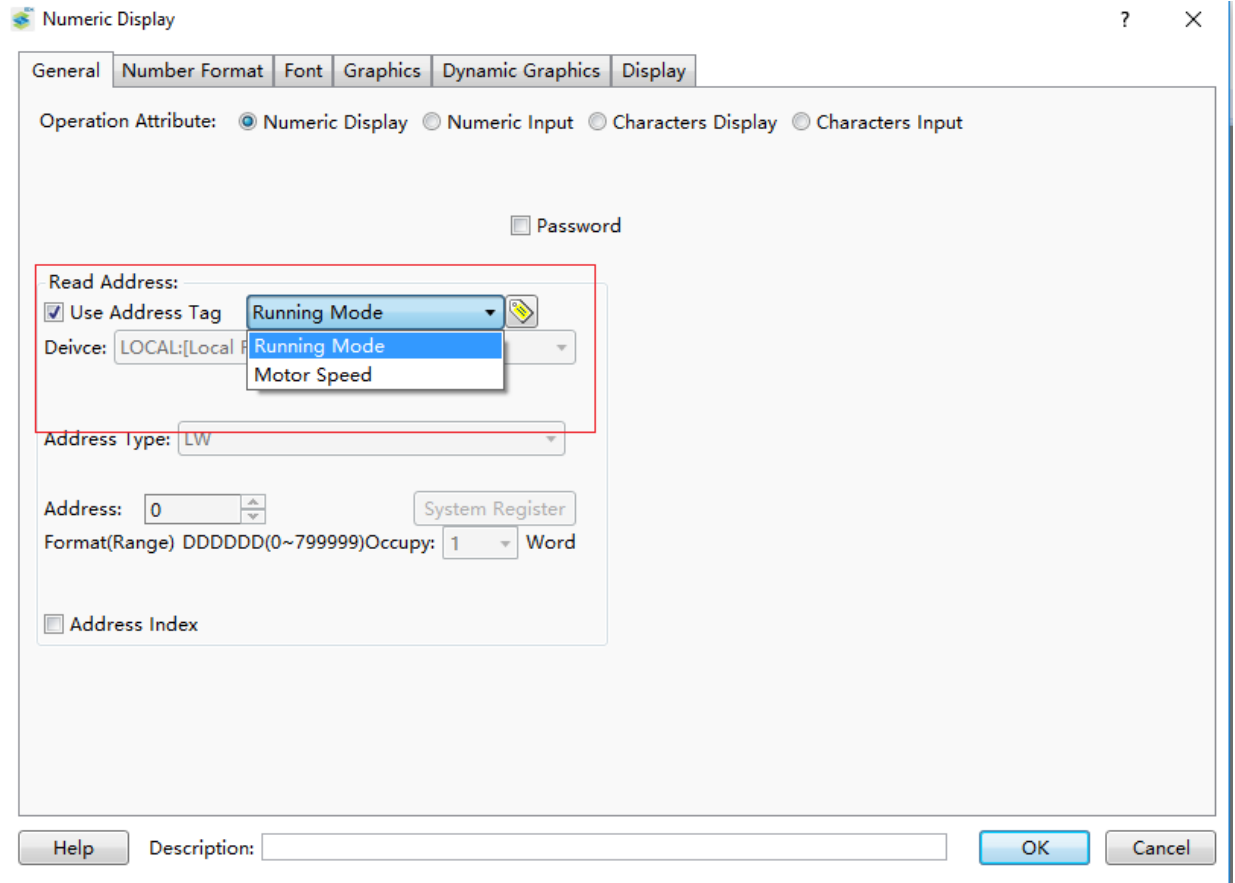 Numeric Display
?
General Number Format Font Graphics Dynamic Graphics Display
Operation Attribute: Numeric Display Numeric Input Characters Display Characters Input
Password
Read Address:
Use Address Tag Running Mode
Deivce: LOCAL:[Local
Running Mode
Motor Speed
Address Type: LW
Address: 0 System Register
Format(Range) DDDDDD(0~799999)Occupy: 1 Word
Address Index
Help Description: OK Cancel